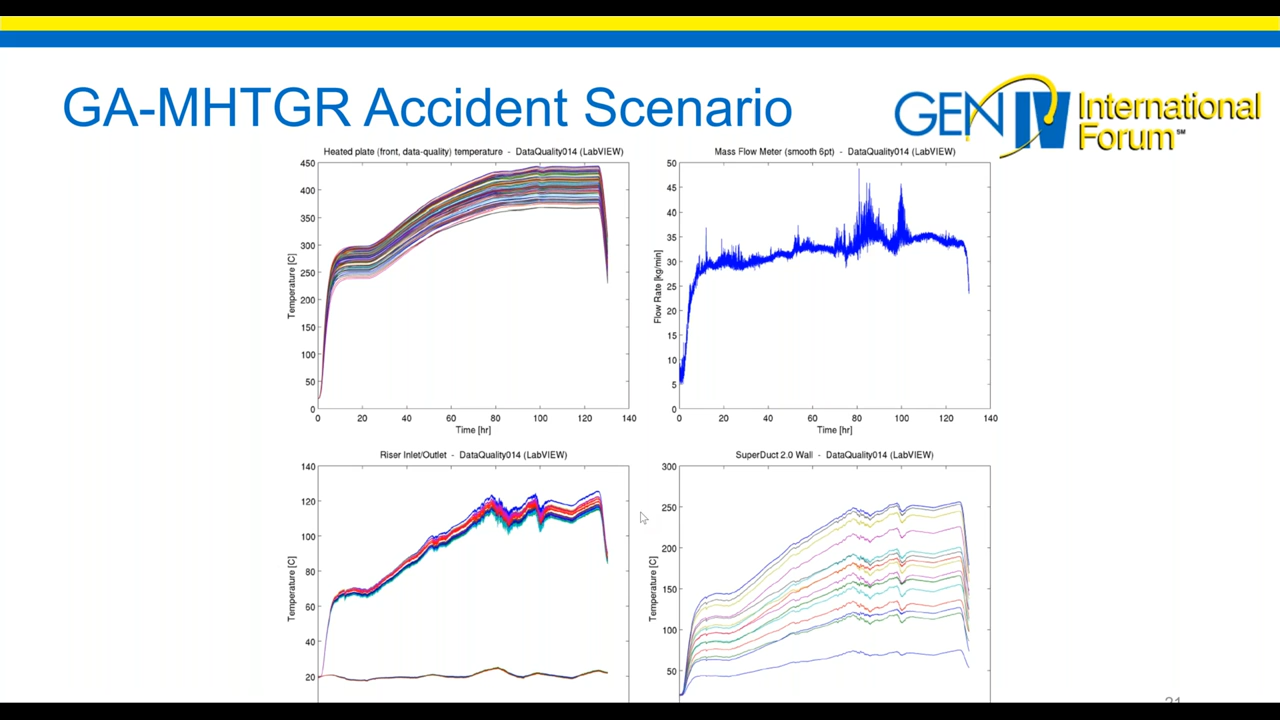 GA-MHTGR Accident Scenario
GEN IV International Forum SM
Heated plate (front, data-quality) temperature - DataQuality014 (LabVIEW)
450
400
350
300
250
200
150
100
50
0
Temperature [C]
0 20 40 60 80 100 120 140
Time [hr]
Mass Flow Meter (smooth 6pt) - DataQuality014 (LabVIEW)
50
45
40
35
30
25
20
15
10
5
0
Flow Rate [kg/min]
0 20 40 60 80 100 120 140
Time [hr]
Riser Inlet/Outlet - DataQuality014 (LabVIEW)
140
120
100
80
60
40
20
Temperature [C]
SuperDuct 2.0 Wall - DataQuality014 (LabVIEW)
300
250
200
150
100
50
Temperature [C]